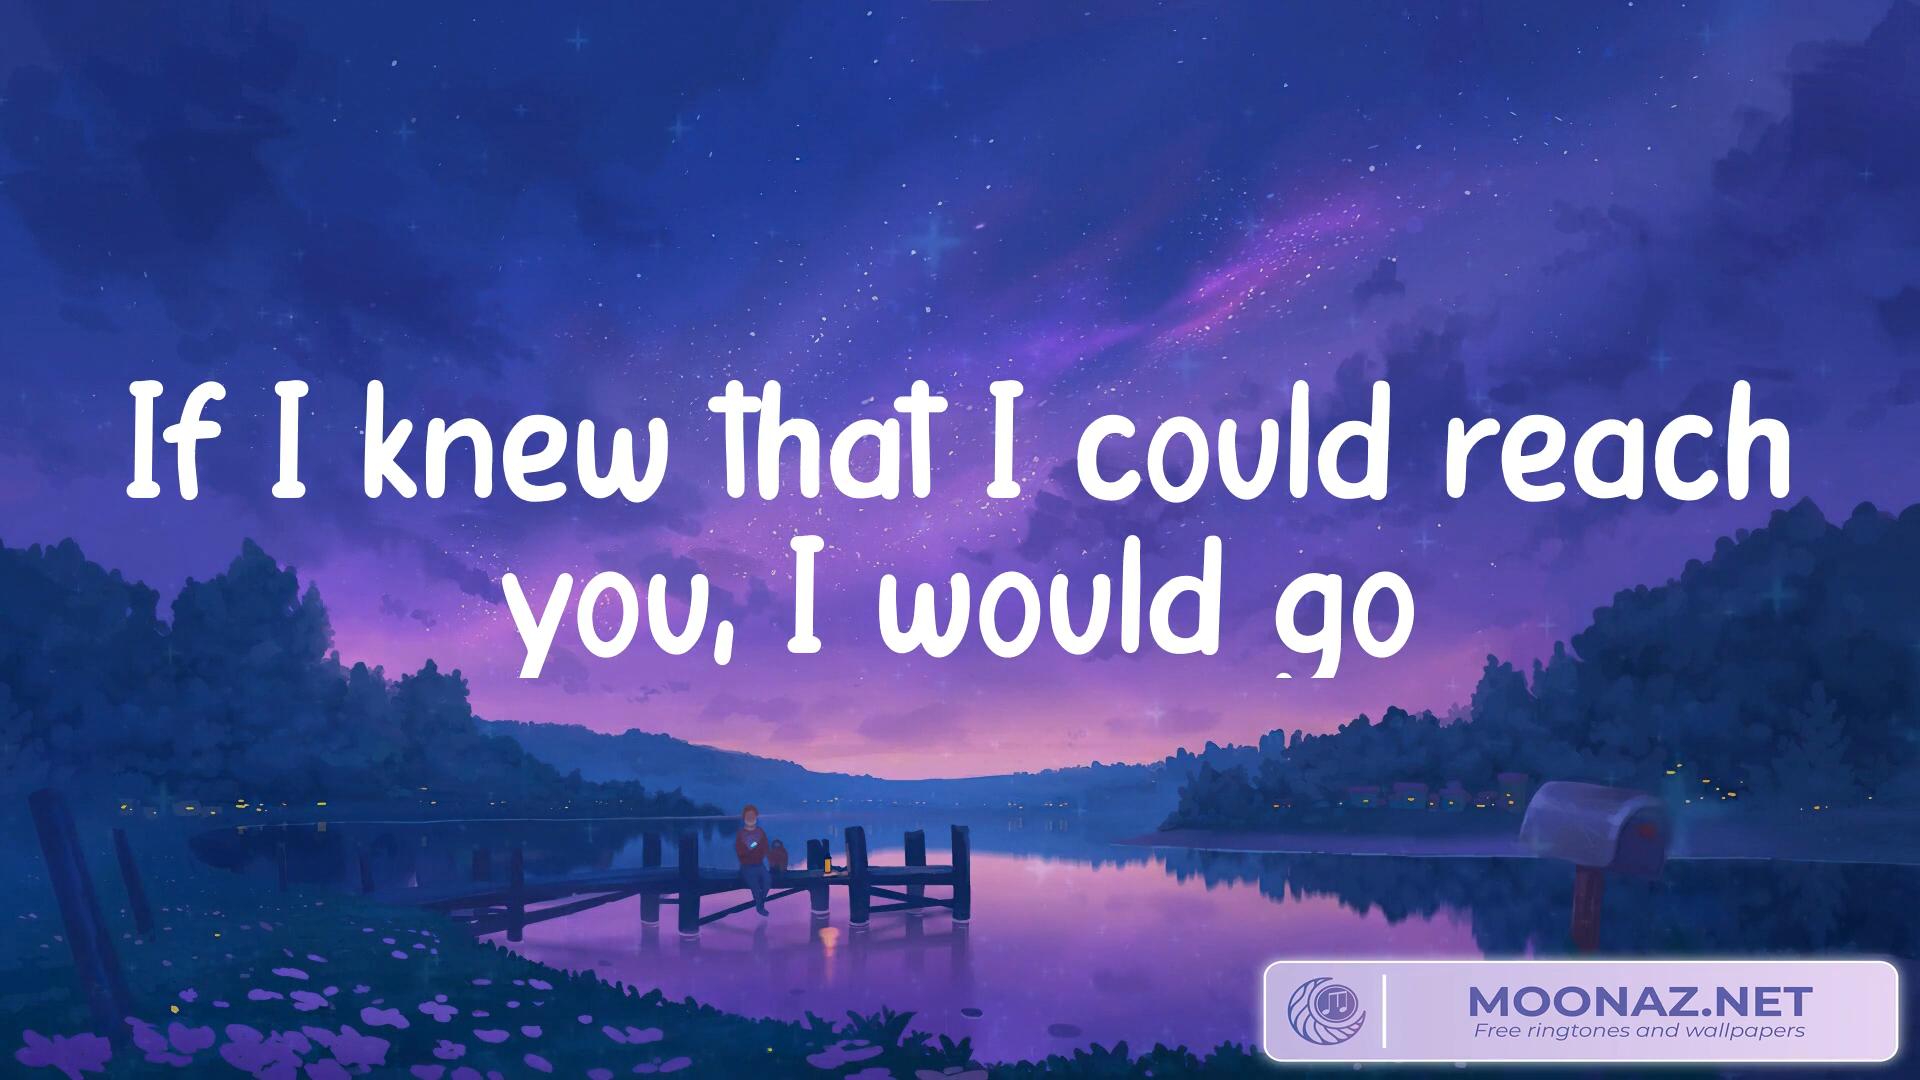 If I knew that I could reach
you, I would go
MOONAZ.NET
Free ringtones and wallpapers